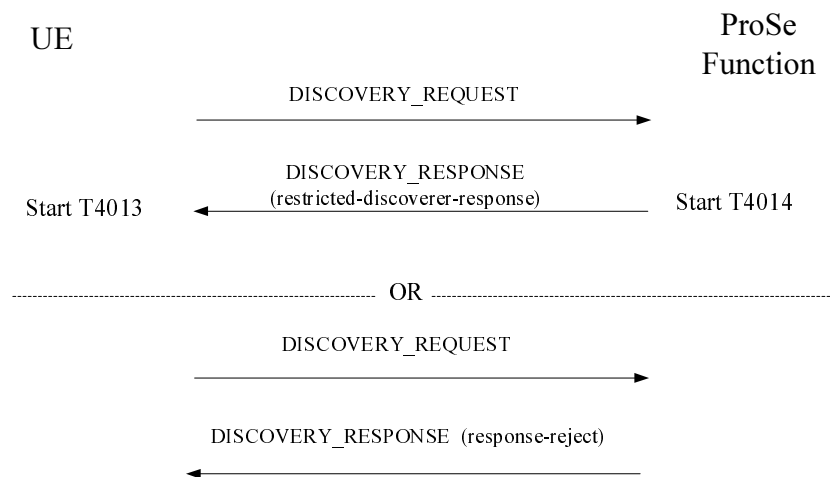 UE
ProSe
Function
DISCOVERY_REQUEST
DISCOVERY_RESPONSE
(restricted-discoverer-response)
Start T4013
Start T4014
OR
DISCOVERY_REQUEST
DISCOVERY_RESPONSE (response-reject)